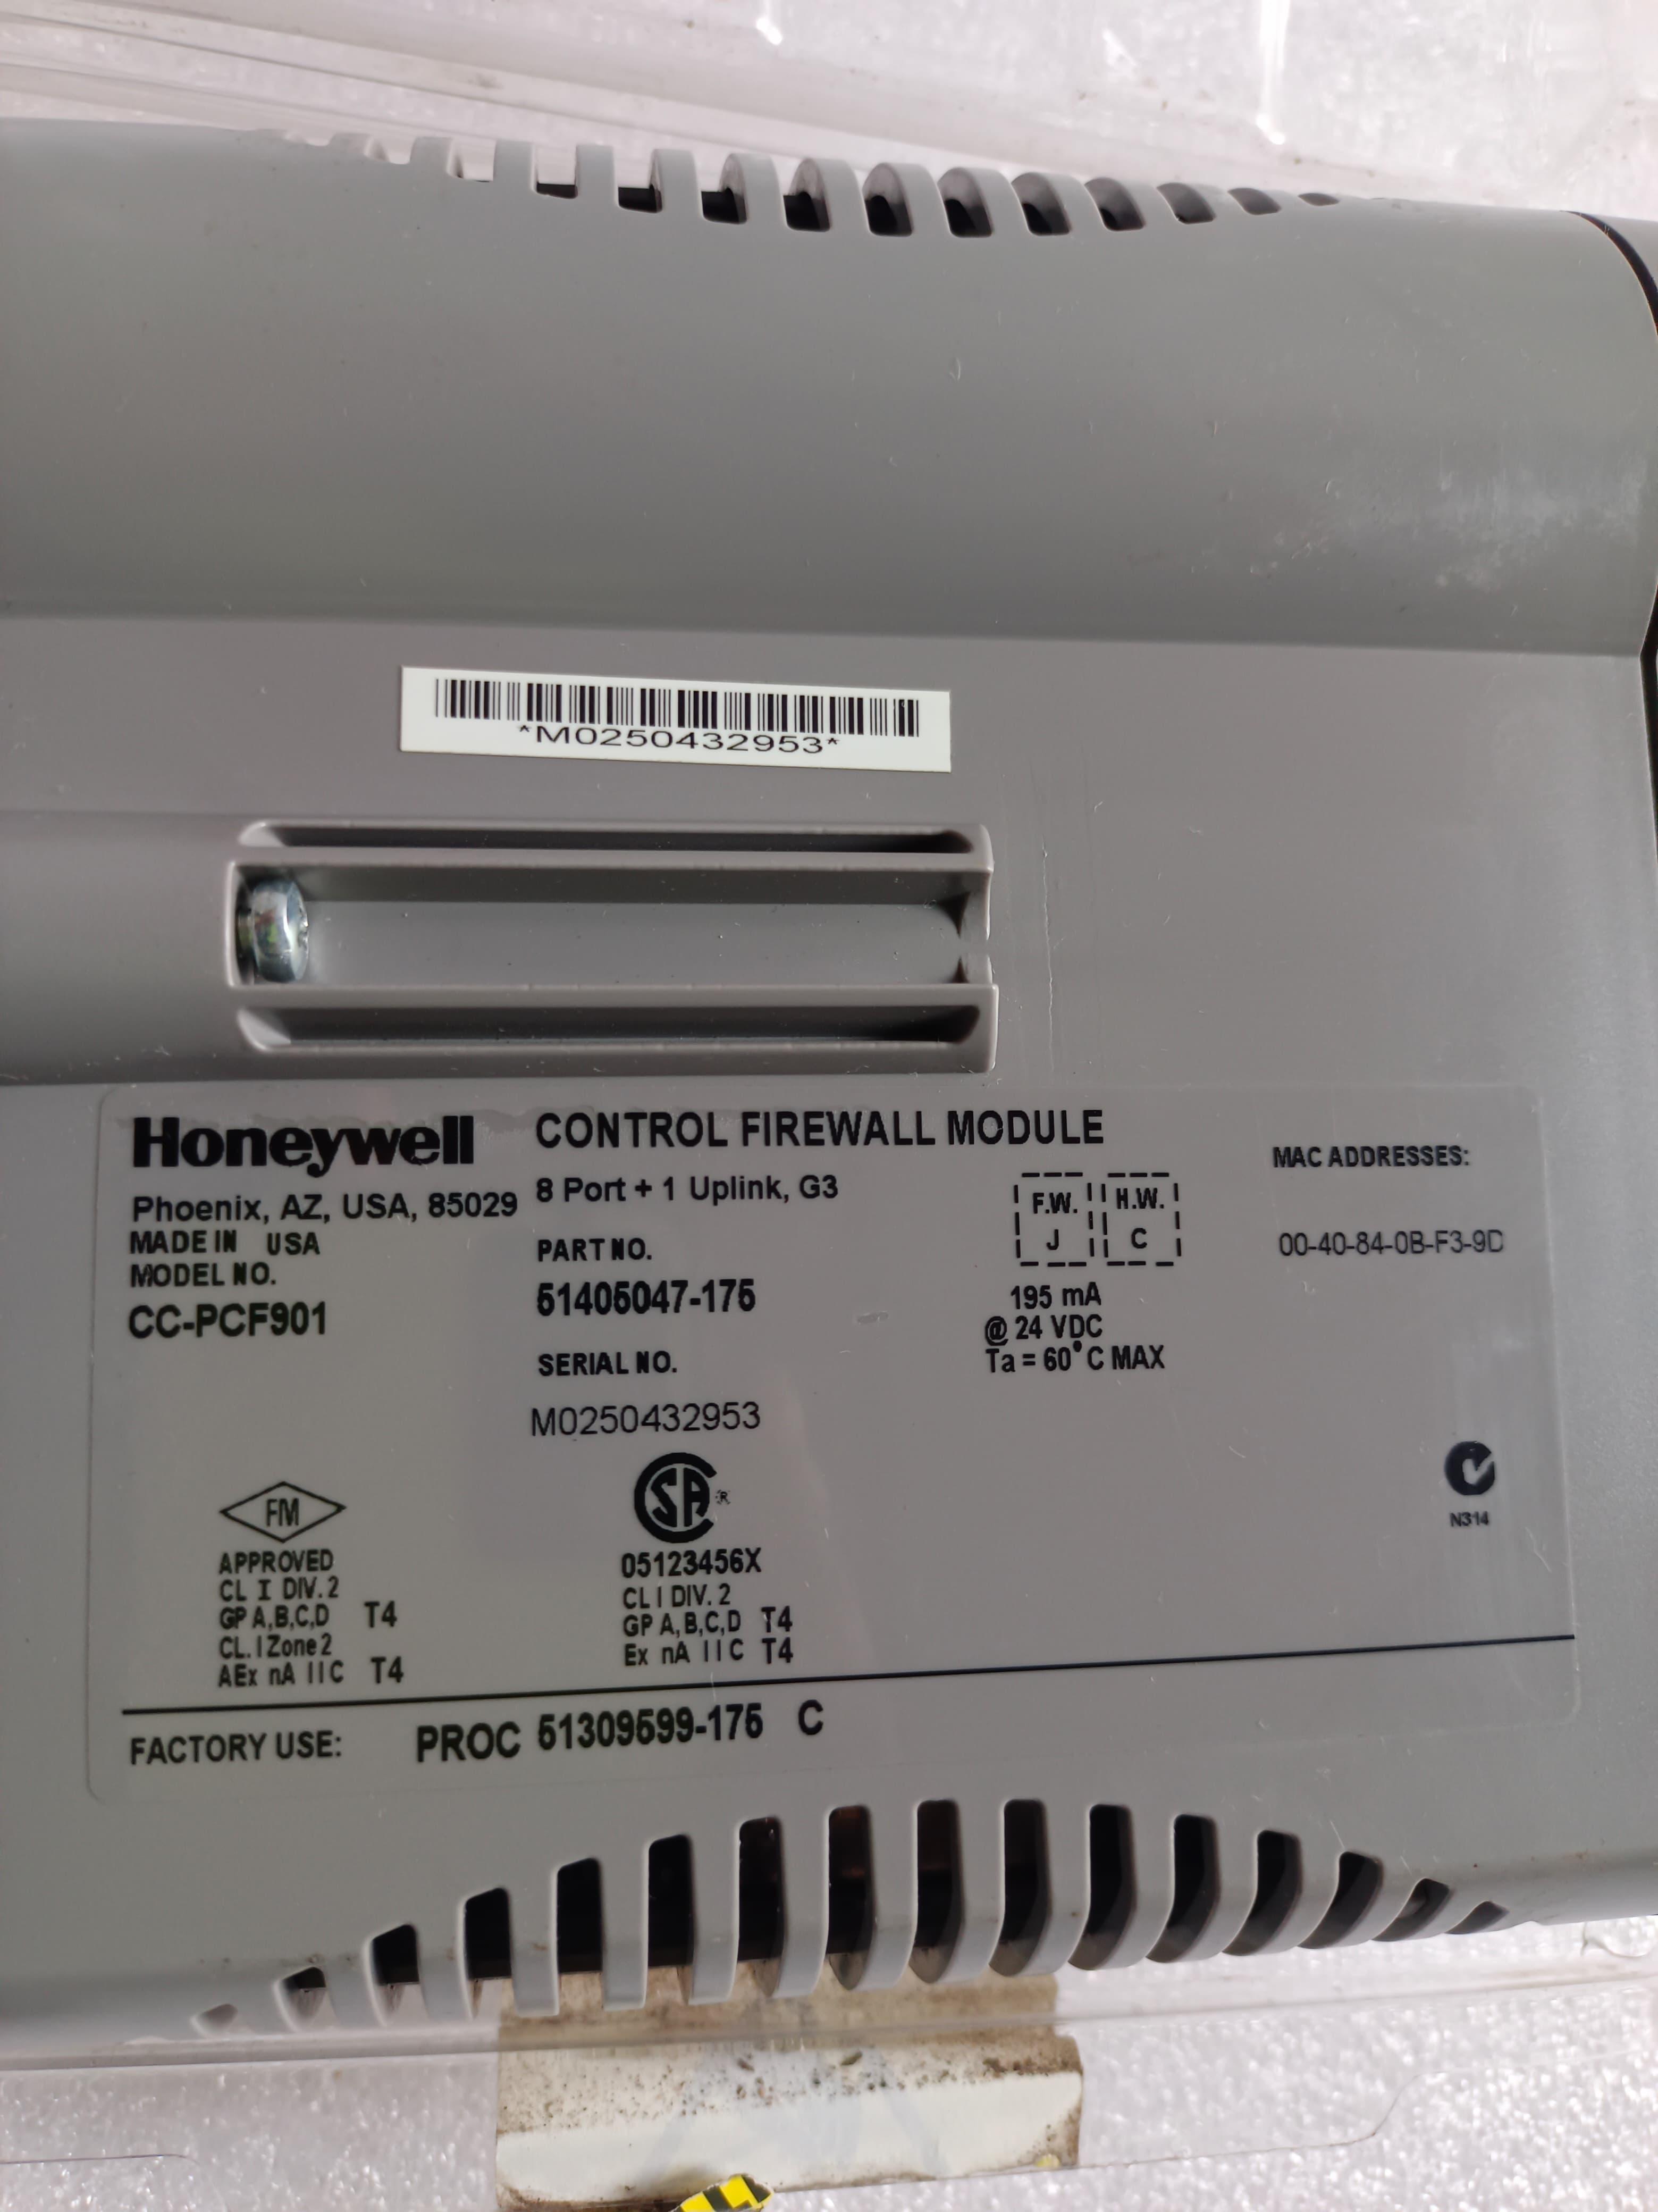 *M0250432953*
Honeywell
Phoenix, AZ, USA, 85029
MADE IN USA
MODEL NO.
CC-PCF901
CONTROL FIREWALL MODULE
8 Port + 1 Uplink, G3
PART NO.
51405047-175
SERIAL NO.
M0250432953
F.W. H.W.
J C
195 mA
@ 24 VDC
Ta = 60°C MAX
MAC ADDRESSES:
00-40-84-0B-F3-9D
FM
APPROVED
CL I DIV. 2
GP A,B,C,D T4
CL. I Zone 2
AEx nA IIC T4
CSA®
05123456X
CL I DIV. 2
GP A,B,C,D T4
Ex nA IIC T4
N314
FACTORY USE: PROC 51309599-175 C